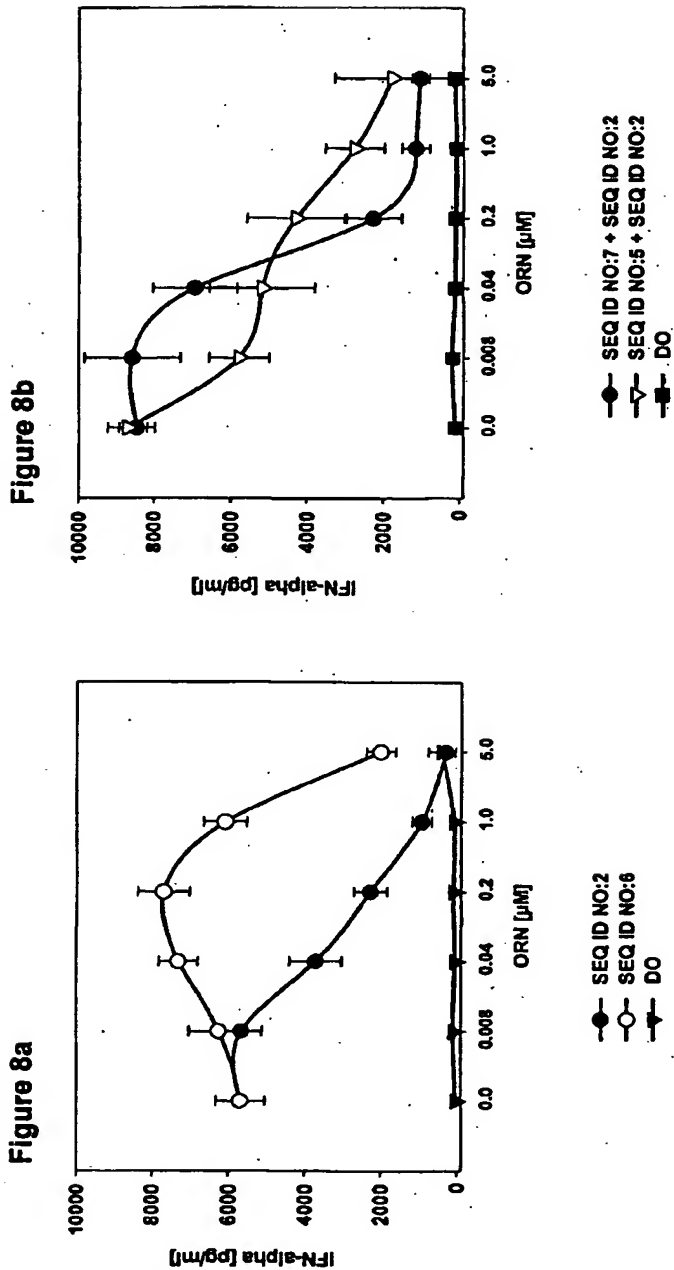 Figure 8a
IFN-alpha [pg/ml]
10000
8000
6000
4000
2000
0
0.0
0.008
0.04
0.2
1.0
5.0
ORN [µM]
SEQ ID NO:2
SEQ ID NO:6
DO
Figure 8b
IFN-alpha [pg/ml]
10000
8000
6000
4000
2000
0
0.0
0.008
0.04
0.2
1.0
5.0
ORN [µM]
SEQ ID NO:7 + SEQ ID NO:2
SEQ ID NO:5 + SEQ ID NO:2
DO